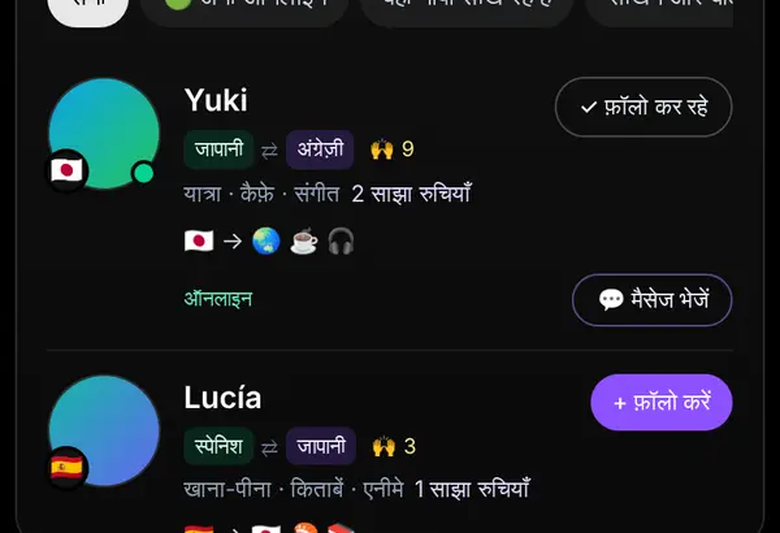 Yuki
✓ फ़ॉलो कर रहे
जापानी ⇄ अंग्रेज़ी 🙌 9
यात्रा · कैफ़े · संगीत 2 साझा रुचियाँ
🇯🇵 → 🌏 ☕ 🎧
ऑनलाइन
💬 मैसेज भेजें
Lucía
+ फ़ॉलो करें
स्पेनिश ⇄ जापानी 🙌 3
खाना-पीना · किताबें · एनीमे 1 साझा रुचियाँ